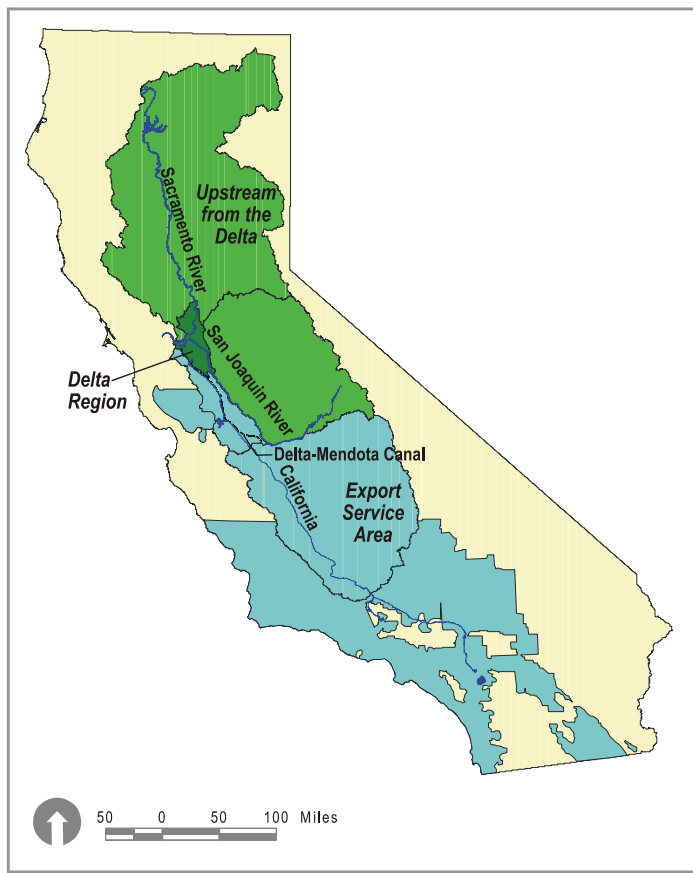 Sacramento River
Upstream
from the
Delta
San Joaquin River
Delta
Region
Delta-Mendota Canal
California
Export
Service
Area
50 0 50 100 Miles